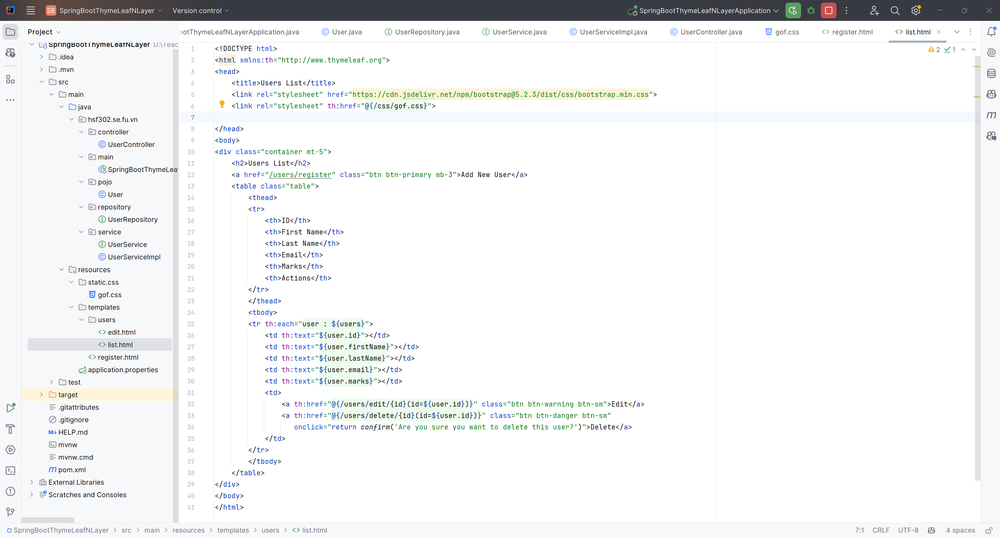 SB SpringBootThymeLeafNLayer Version control SpringBootThymeLeafNLayerApplication
Project
ootThymeLeafNLayerApplication.java User.java UserRepository.java UserService.java UserServiceImpl.java UserController.java gof.css register.html list.html
SpringBootThymeLeafNLayer D:\Teac
.idea
.mvn
src
main
java
hsf302.se.fu.vn
controller
UserController
main
SpringBootThymeLeaf
pojo
User
repository
UserRepository
service
UserService
UserServiceImpl
resources
static.css
gof.css
templates
users
edit.html
list.html
register.html
application.properties
test
target
.gitattributes
.gitignore
HELP.md
mvnw
mvnw.cmd
pom.xml
External Libraries
Scratches and Consoles
2 1
1 <!DOCTYPE html>
2 <html xmlns:th="http://www.thymeleaf.org">
3 <head>
4 <title>Users List</title>
5 <link rel="stylesheet" href="https://cdn.jsdelivr.net/npm/bootstrap@5.2.3/dist/css/bootstrap.min.css">
6 <link rel="stylesheet" th:href="@{/css/gof.css}">
7
8 </head>
9 <body>
10 <div class="container mt-5">
11 <h2>Users List</h2>
12 <a href="/users/register" class="btn btn-primary mb-3">Add New User</a>
13 <table class="table">
14 <thead>
15 <tr>
16 <th>ID</th>
17 <th>First Name</th>
18 <th>Last Name</th>
19 <th>Email</th>
20 <th>Marks</th>
21 <th>Actions</th>
22 </tr>
23 </thead>
24 <tbody>
25 <tr th:each="user : ${users}">
26 <td th:text="${user.id}"></td>
27 <td th:text="${user.firstName}"></td>
28 <td th:text="${user.lastName}"></td>
29 <td th:text="${user.email}"></td>
30 <td th:text="${user.marks}"></td>
31 <td>
32 <a th:href="@{/users/edit/{id}(id=${user.id})}" class="btn btn-warning btn-sm">Edit</a>
33 <a th:href="@{/users/delete/{id}(id=${user.id})}" class="btn btn-danger btn-sm"
34 onclick="return confirm('Are you sure you want to delete this user?')">Delete</a>
35 </td>
36 </tr>
37 </tbody>
38 </table>
39 </div>
40 </body>
41 </html>
SpringBootThymeLeafNLayer > src > main > resources > templates > users > list.html 7:1 CRLF UTF-8 4 spaces